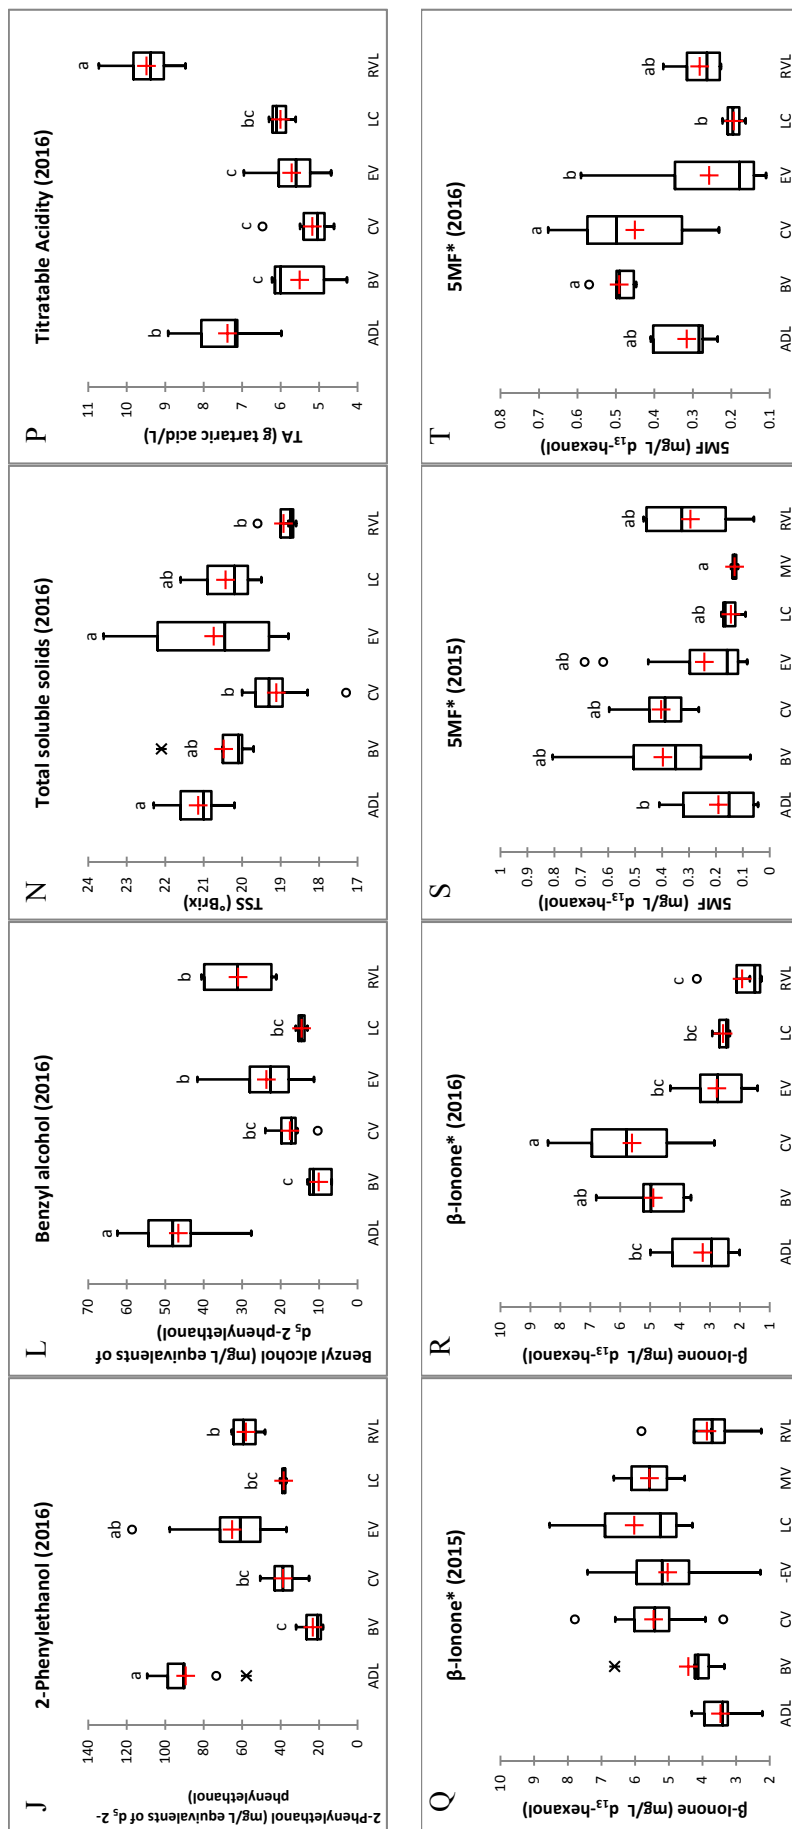 J
2-Phenylethanol (2016)
2-Phenylethanol (mg/L equivalents of d₅ 2-
phenylethanol)
140
120
100
80
60
40
20
0
a c bc ab bc b
ADL BV CV EV LC RVL
L
Benzyl alcohol (2016)
Benzyl alcohol (mg/L equivalents of
d₅ 2-phenylethanol)
70
60
50
40
30
20
10
0
a c bc b bc b
ADL BV CV EV LC RVL
N
Total soluble solids (2016)
TSS (°Brix)
24
23
22
21
20
19
18
17
a ab b a ab b
ADL BV CV EV LC RVL
P
Titratable Acidity (2016)
TA (g tartaric acid/L)
11
10
9
8
7
6
5
4
b c c c bc a
ADL BV CV EV LC RVL
Q
β-Ionone* (2015)
β-Ionone (mg/L d₁₃-hexanol)
10
9
8
7
6
5
4
3
2
ADL BV CV -EV LC MV RVL
R
β-Ionone* (2016)
β-Ionone (mg/L d₁₃-hexanol)
10
9
8
7
6
5
4
3
2
1
bc ab a bc bc c
ADL BV CV EV LC RVL
S
5MF* (2015)
5MF (mg/L d₁₃-hexanol)
1
0.9
0.8
0.7
0.6
0.5
0.4
0.3
0.2
0.1
0
b ab ab ab ab a ab
ADL BV CV EV LC MV RVL
T
5MF* (2016)
5MF (mg/L d₁₃-hexanol)
0.8
0.7
0.6
0.5
0.4
0.3
0.2
0.1
ab a a b b ab
ADL BV CV EV LC RVL